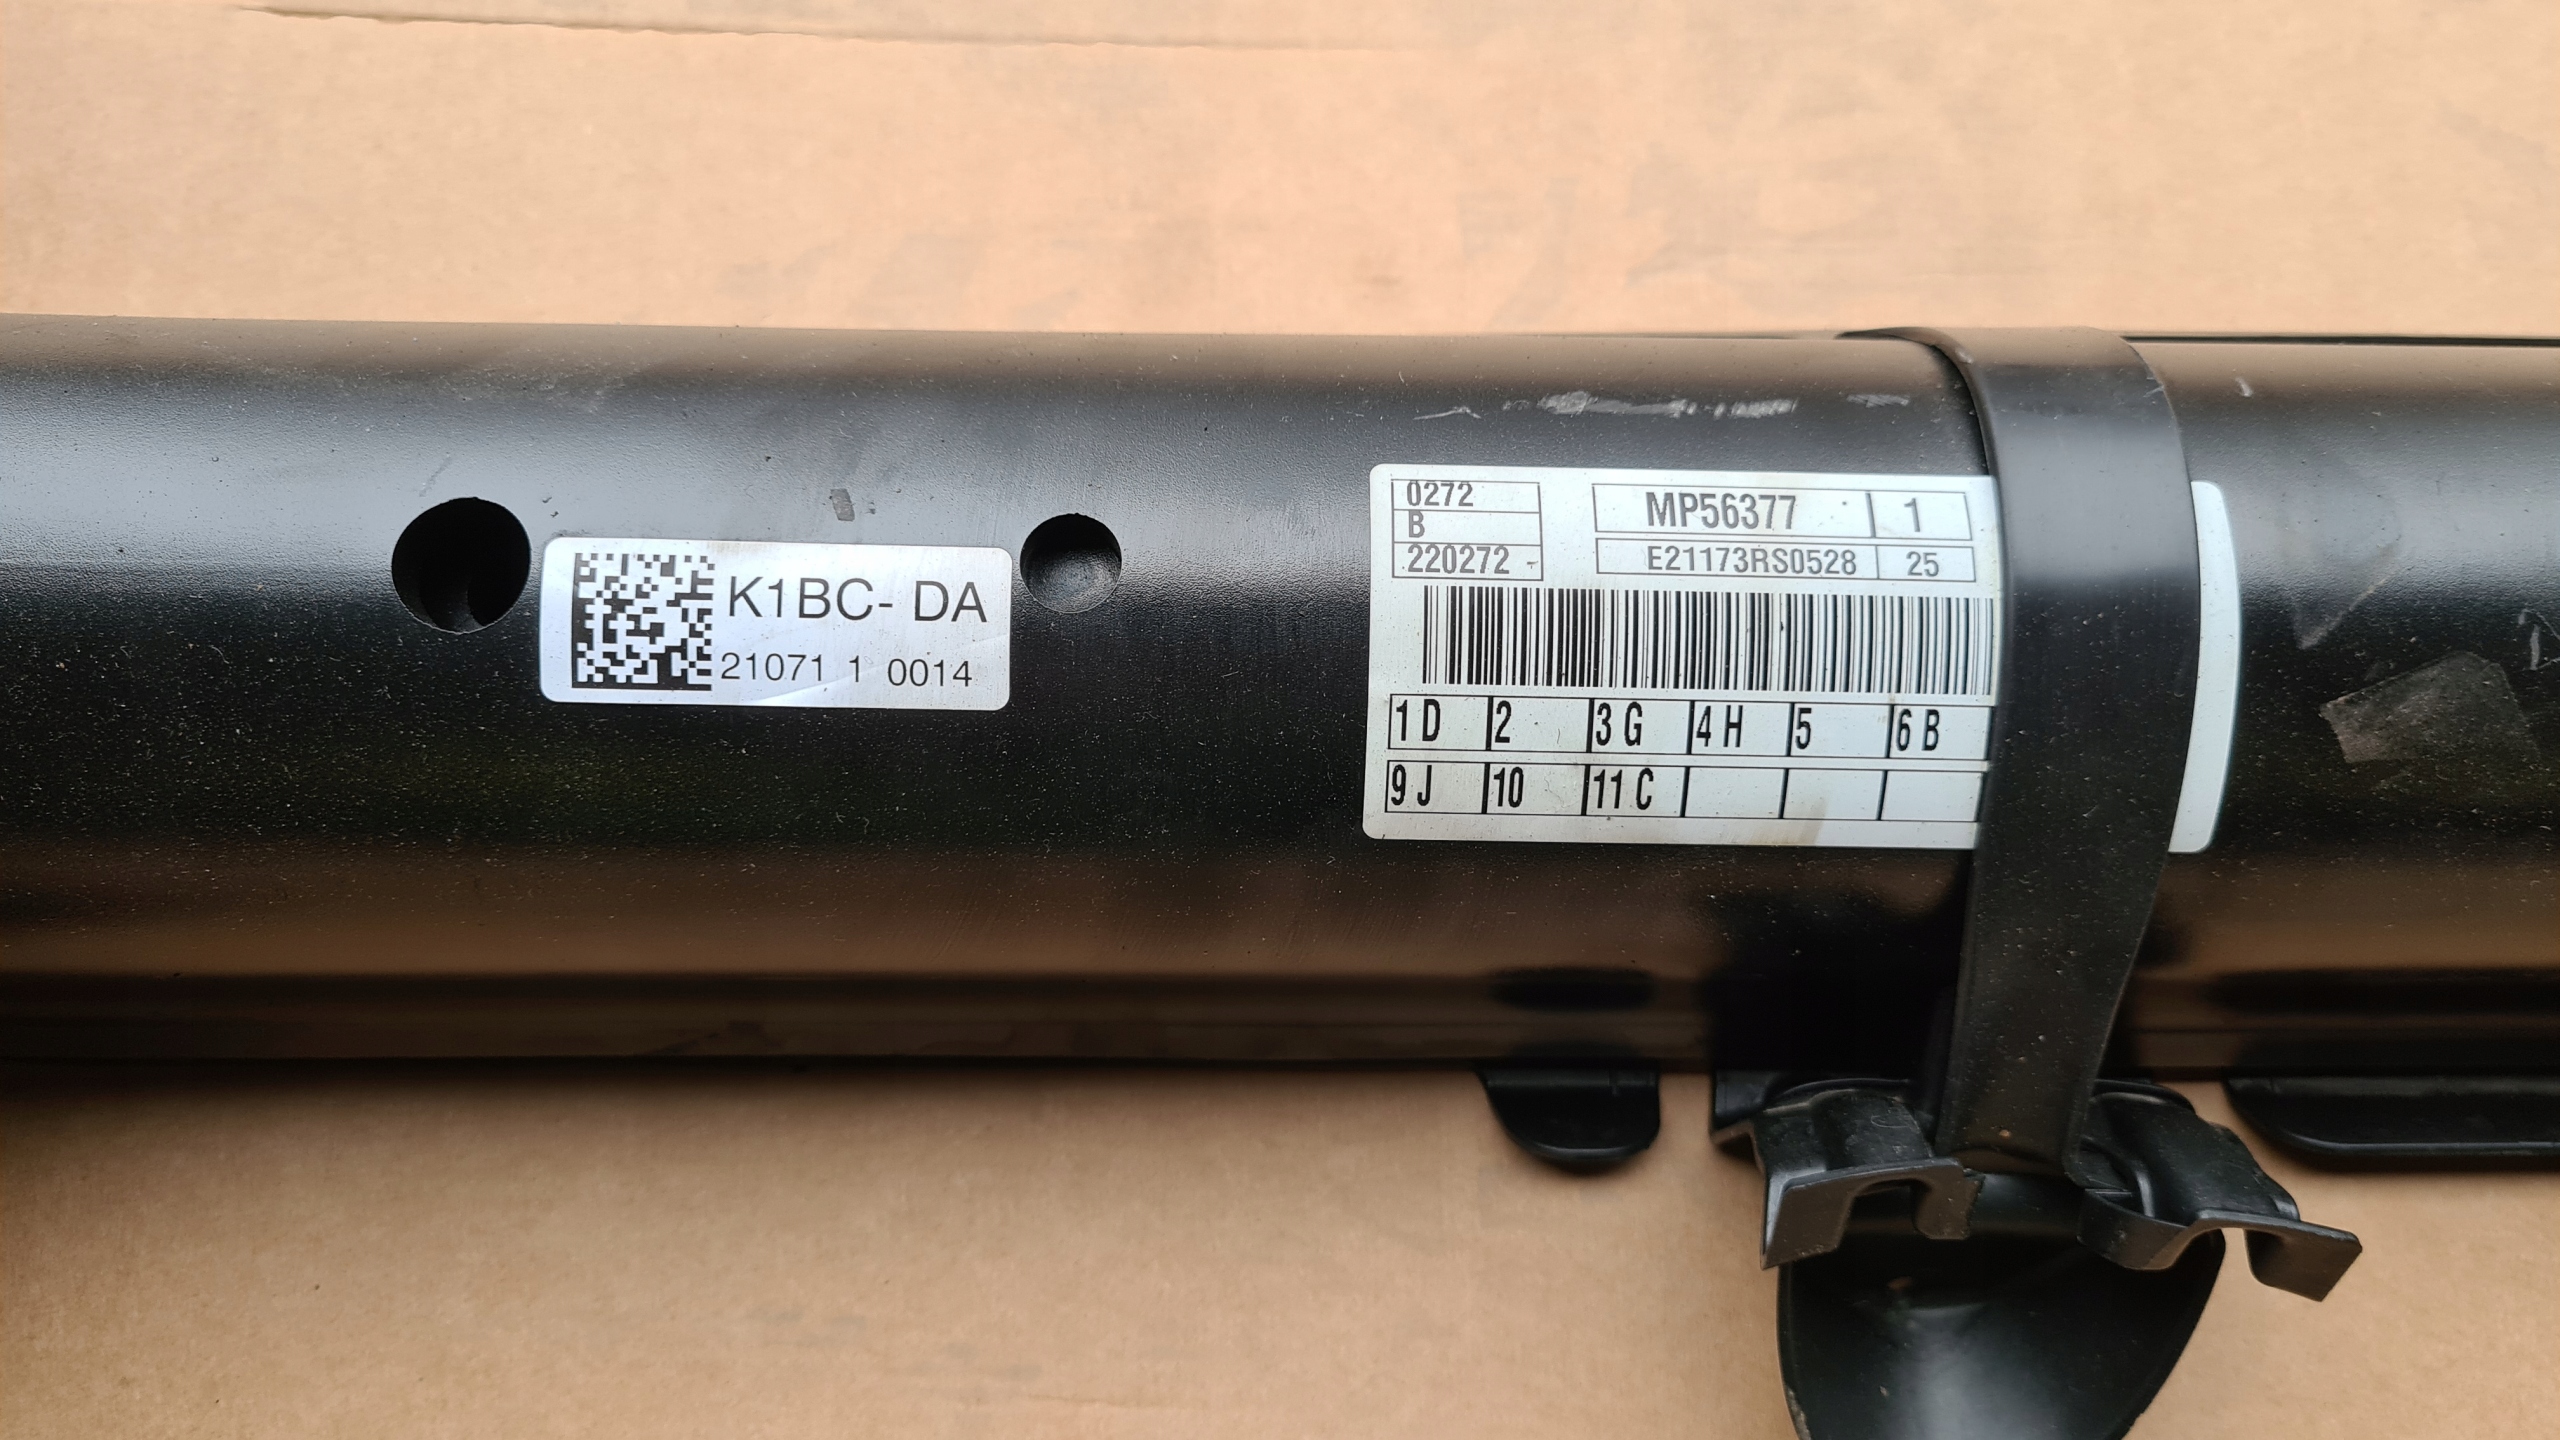 K1BC- DA
21071 1 0014
0272
B
220272
MP56377 1
E21173RS0528 25
1 D 2 3 G 4 H 5 6 B
9 J 10 11 C